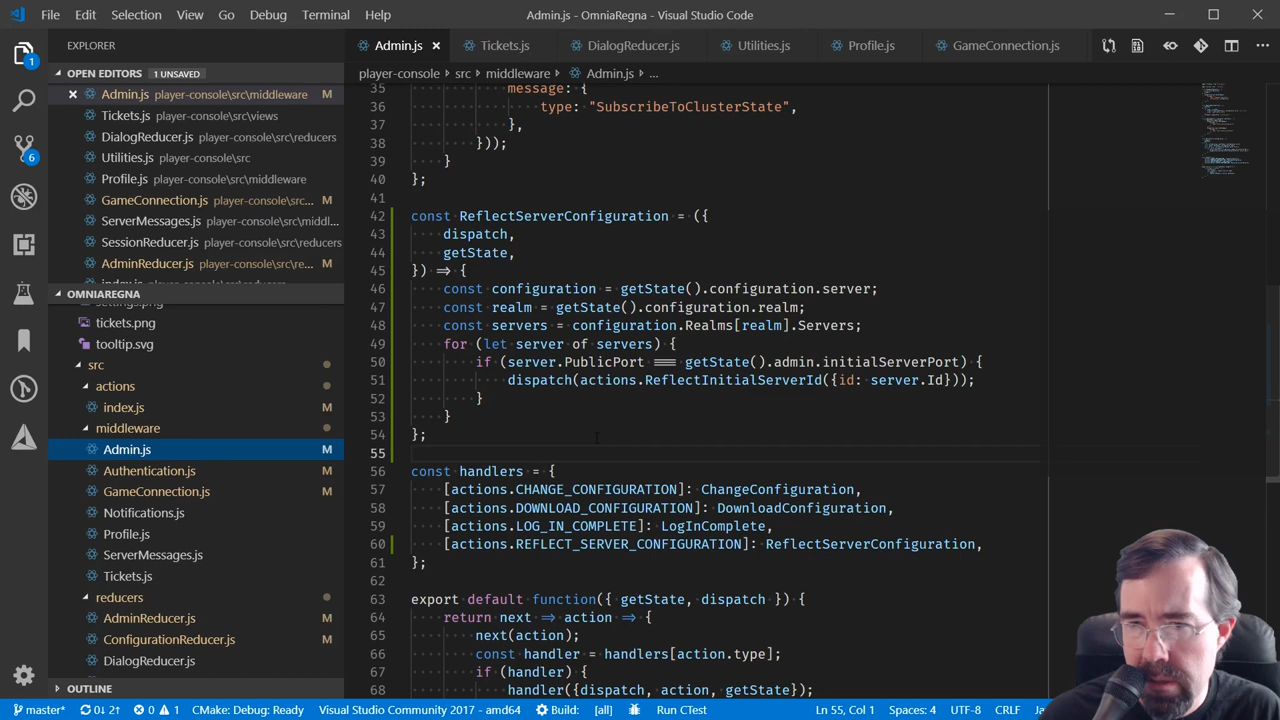 File Edit Selection View Go Debug Terminal Help
Admin.js - OmniaRegna - Visual Studio Code
EXPLORER
Admin.js
Tickets.js
DialogReducer.js
Utilities.js
Profile.js
GameConnection.js
OPEN EDITORS 1 UNSAVED
player-console > src > middleware > Admin.js > ...
Admin.js player-console\src\middleware M
Tickets.js player-console\src\views
DialogReducer.js player-console\src\reducers
Utilities.js player-console\src
Profile.js player-console\src\middleware
GameConnection.js player-console\src... M
ServerMessages.js player-console\src\middl...
SessionReducer.js player-console\src\reducers
AdminReducer.js player-console\src\re... M
OMNIAREGNA
settings.png
tickets.png
tooltip.svg
src
actions
index.js M
middleware
Admin.js M
Authentication.js M
GameConnection.js M
Notifications.js
Profile.js
ServerMessages.js
Tickets.js
reducers
AdminReducer.js M
ConfigurationReducer.js M
DialogReducer.js
OUTLINE
35 message: {
36 type: "SubscribeToClusterState",
37 },
38 }));
39 }
40 };
41
42 const ReflectServerConfiguration = ({
43 dispatch,
44 getState,
45 }) => {
46 const configuration = getState().configuration.server;
47 const realm = getState().configuration.realm;
48 const servers = configuration.Realms[realm].Servers;
49 for (let server of servers) {
50 if (server.PublicPort === getState().admin.initialServerPort) {
51 dispatch(actions.ReflectInitialServerId({id: server.Id}));
52 }
53 }
54 };
55
56 const handlers = {
57 [actions.CHANGE_CONFIGURATION]: ChangeConfiguration,
58 [actions.DOWNLOAD_CONFIGURATION]: DownloadConfiguration,
59 [actions.LOG_IN_COMPLETE]: LogInComplete,
60 [actions.REFLECT_SERVER_CONFIGURATION]: ReflectServerConfiguration,
61 };
62
63 export default function({ getState, dispatch }) {
64 return next => action => {
65 next(action);
66 const handler = handlers[action.type];
67 if (handler) {
68 handler({dispatch, action, getState});
1
6
master* 0↓ 2↑ 0 1 CMake: Debug: Ready Visual Studio Community 2017 - amd64 Build: [all] Run CTest Ln 55, Col 1 Spaces: 4 UTF-8 CRLF